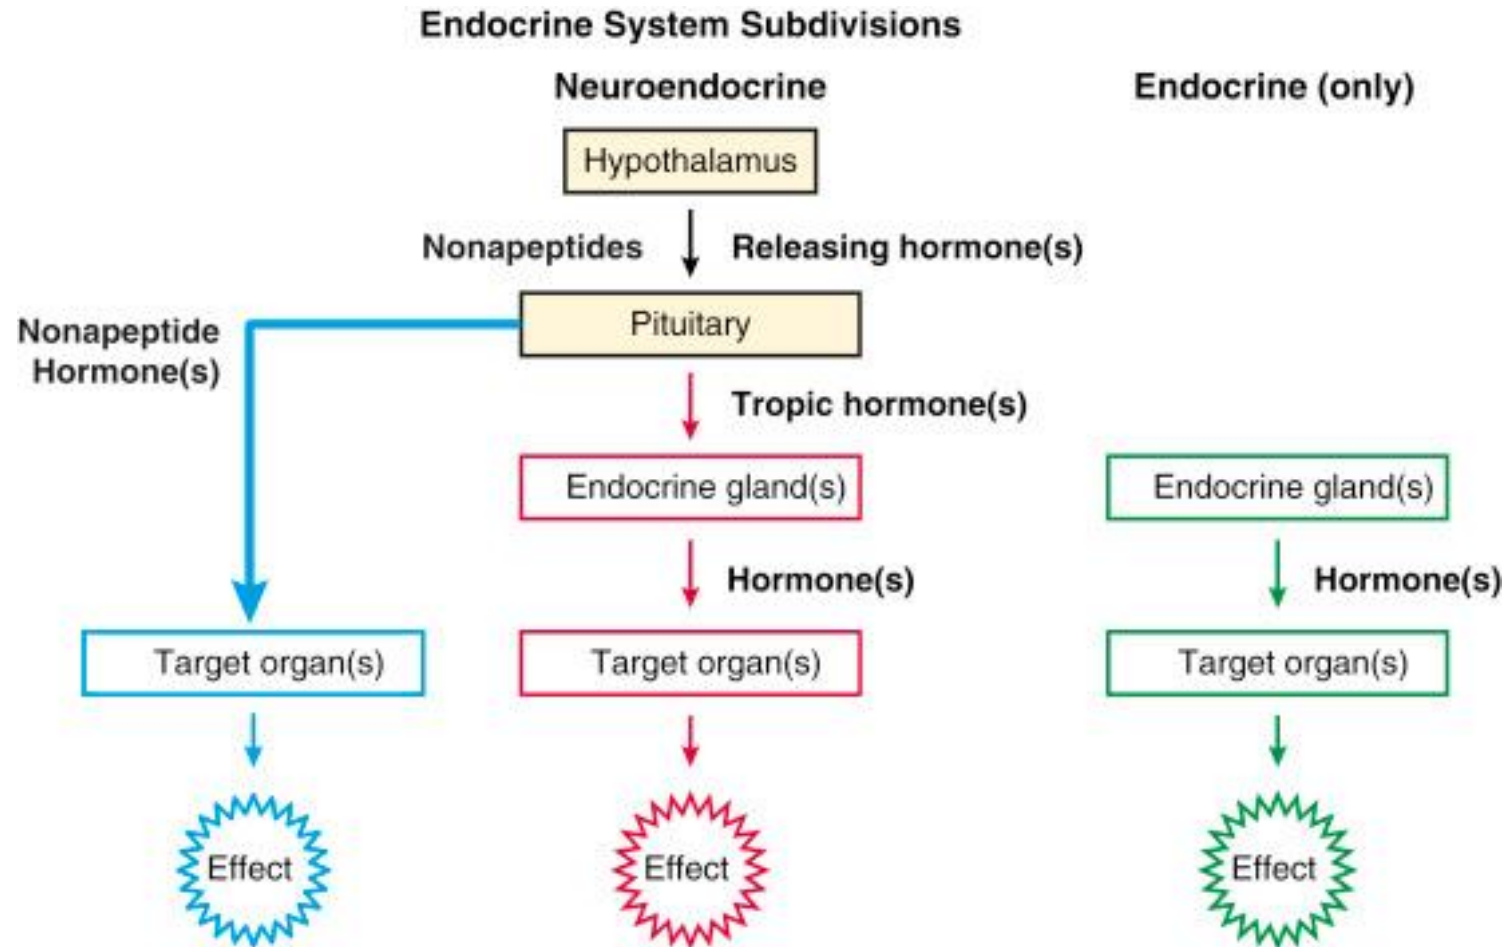 Endocrine System Subdivisions
Neuroendocrine
Endocrine (only)
Hypothalamus
Nonapeptides
Releasing hormone(s)
Pituitary
Nonapeptide
Hormone(s)
Tropic hormone(s)
Endocrine gland(s)
Endocrine gland(s)
Hormone(s)
Hormone(s)
Target organ(s)
Target organ(s)
Target organ(s)
Effect
Effect
Effect